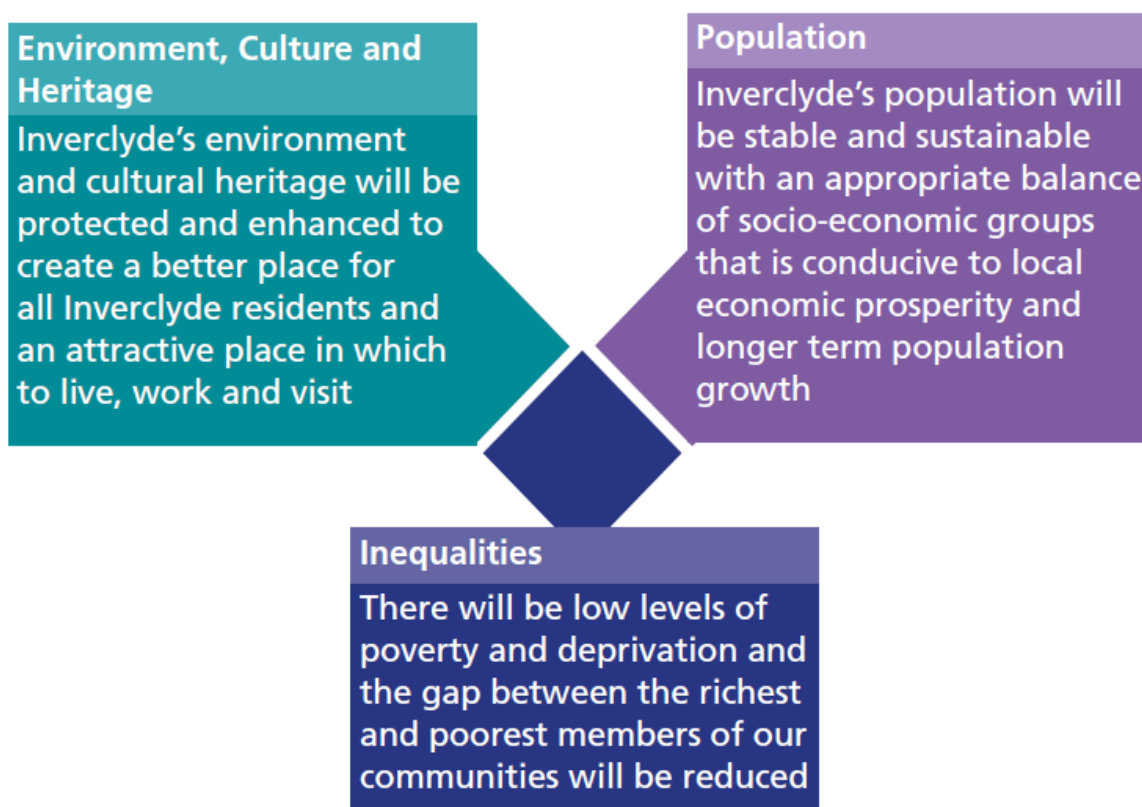 Environment, Culture and
Heritage
Inverclyde’s environment
and cultural heritage will be
protected and enhanced to
create a better place for
all Inverclyde residents and
an attractive place in which
to live, work and visit
Population
Inverclyde’s population will
be stable and sustainable
with an appropriate balance
of socio-economic groups
that is conducive to local
economic prosperity and
longer term population
growth
Inequalities
There will be low levels of
poverty and deprivation and
the gap between the richest
and poorest members of our
communities will be reduced